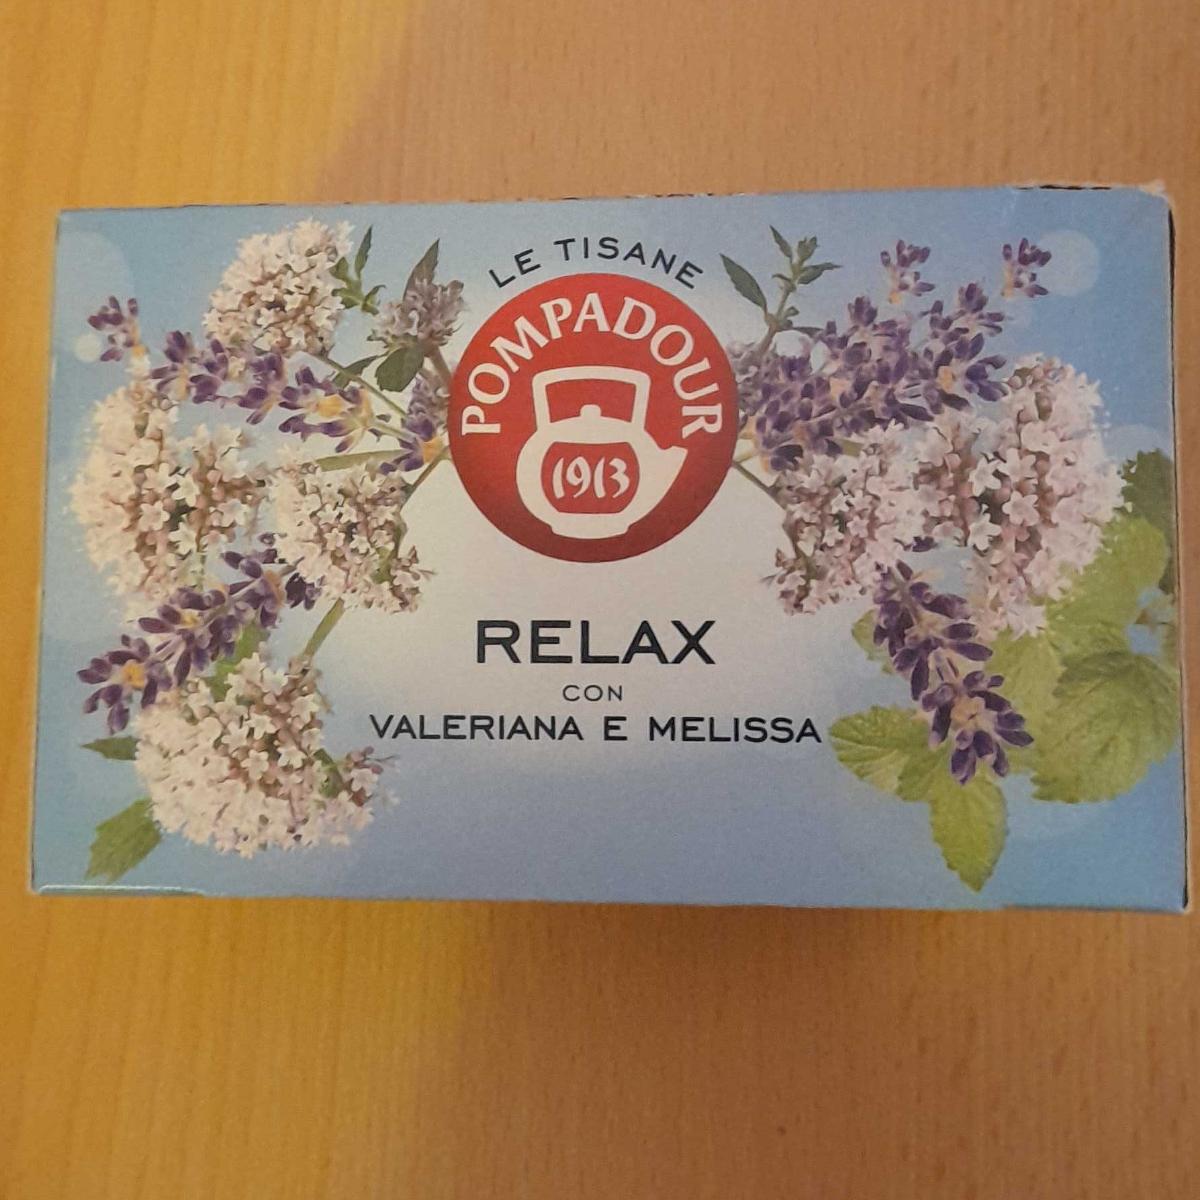 LE TISANE
POMPADOUR
1913
RELAX
CON
VALERIANA E MELISSA